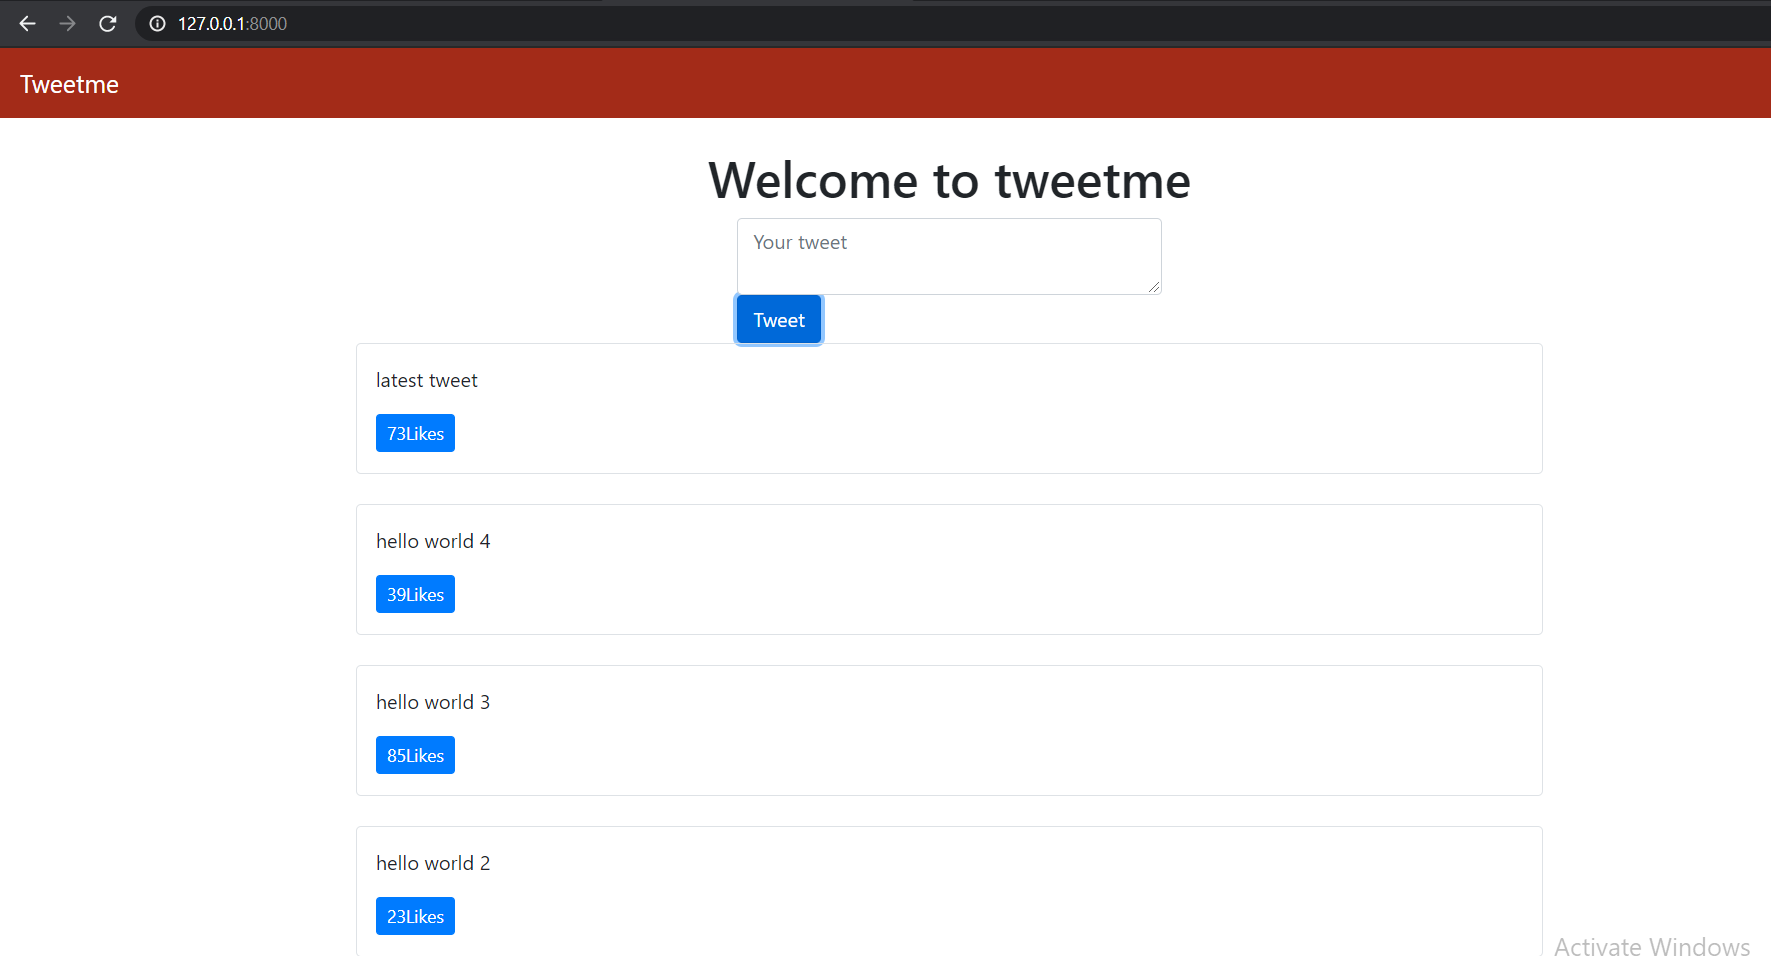 127.0.0.1:8000
Tweetme
Welcome to tweetme
Your tweet
Tweet
latest tweet
73Likes
hello world 4
39Likes
hello world 3
85Likes
hello world 2
23Likes
Activate Windows